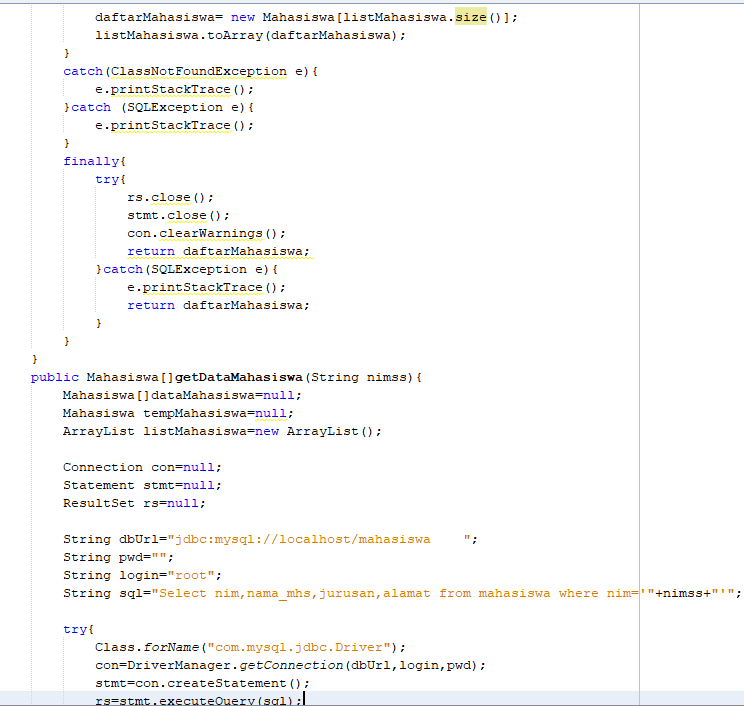 daftarMahasiswa= new Mahasiswa[listMahasiswa.size()];
listMahasiswa.toArray(daftarMahasiswa);
}
catch(ClassNotFoundException e){
e.printStackTrace();
}catch (SQLException e){
e.printStackTrace();
}
finally{
try{
rs.close();
stmt.close();
con.clearWarnings();
return daftarMahasiswa;
}catch(SQLException e){
e.printStackTrace();
return daftarMahasiswa;
}
}
}
public Mahasiswa[]getDataMahasiswa(String nimss){
Mahasiswa[]dataMahasiswa=null;
Mahasiswa tempMahasiswa=null;
ArrayList listMahasiswa=new ArrayList();
Connection con=null;
Statement stmt=null;
ResultSet rs=null;
String dbUrl="jdbc:mysql://localhost/mahasiswa    ";
String pwd="";
String login="root";
String sql="Select nim,nama_mhs,jurusan,alamat from mahasiswa where nim='"+nimss+"'";
try{
Class.forName("com.mysql.jdbc.Driver");
con=DriverManager.getConnection(dbUrl,login,pwd);
stmt=con.createStatement();
rs=stmt.executeQuery(sql);